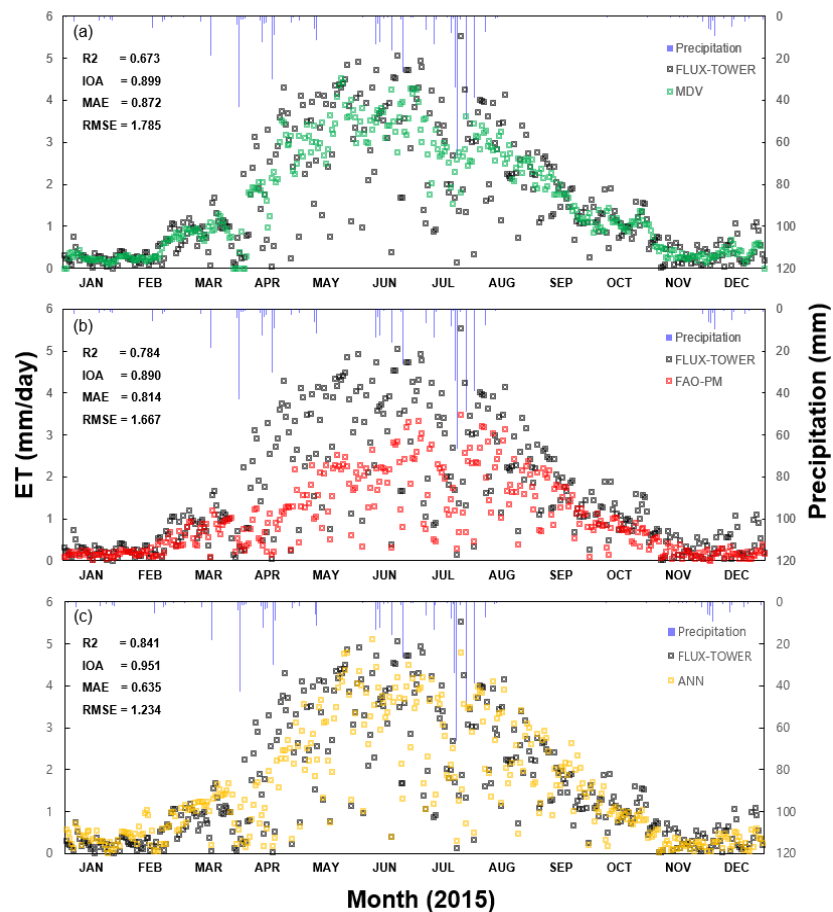 (a)
R2 = 0.673
IOA = 0.899
MAE = 0.872
RMSE = 1.785
Precipitation
FLUX-TOWER
MDV
6
5
4
3
2
1
0
0
20
40
60
80
100
120
JAN FEB MAR APR MAY JUN JUL AUG SEP OCT NOV DEC
(b)
R2 = 0.784
IOA = 0.890
MAE = 0.814
RMSE = 1.667
Precipitation
FLUX-TOWER
FAO-PM
6
5
4
3
2
1
0
0
20
40
60
80
100
120
JAN FEB MAR APR MAY JUN JUL AUG SEP OCT NOV DEC
ET (mm/day)
Precipitation (mm)
(c)
R2 = 0.841
IOA = 0.951
MAE = 0.635
RMSE = 1.234
Precipitation
FLUX-TOWER
ANN
6
5
4
3
2
1
0
0
20
40
60
80
100
120
JAN FEB MAR APR MAY JUN JUL AUG SEP OCT NOV DEC
Month (2015)